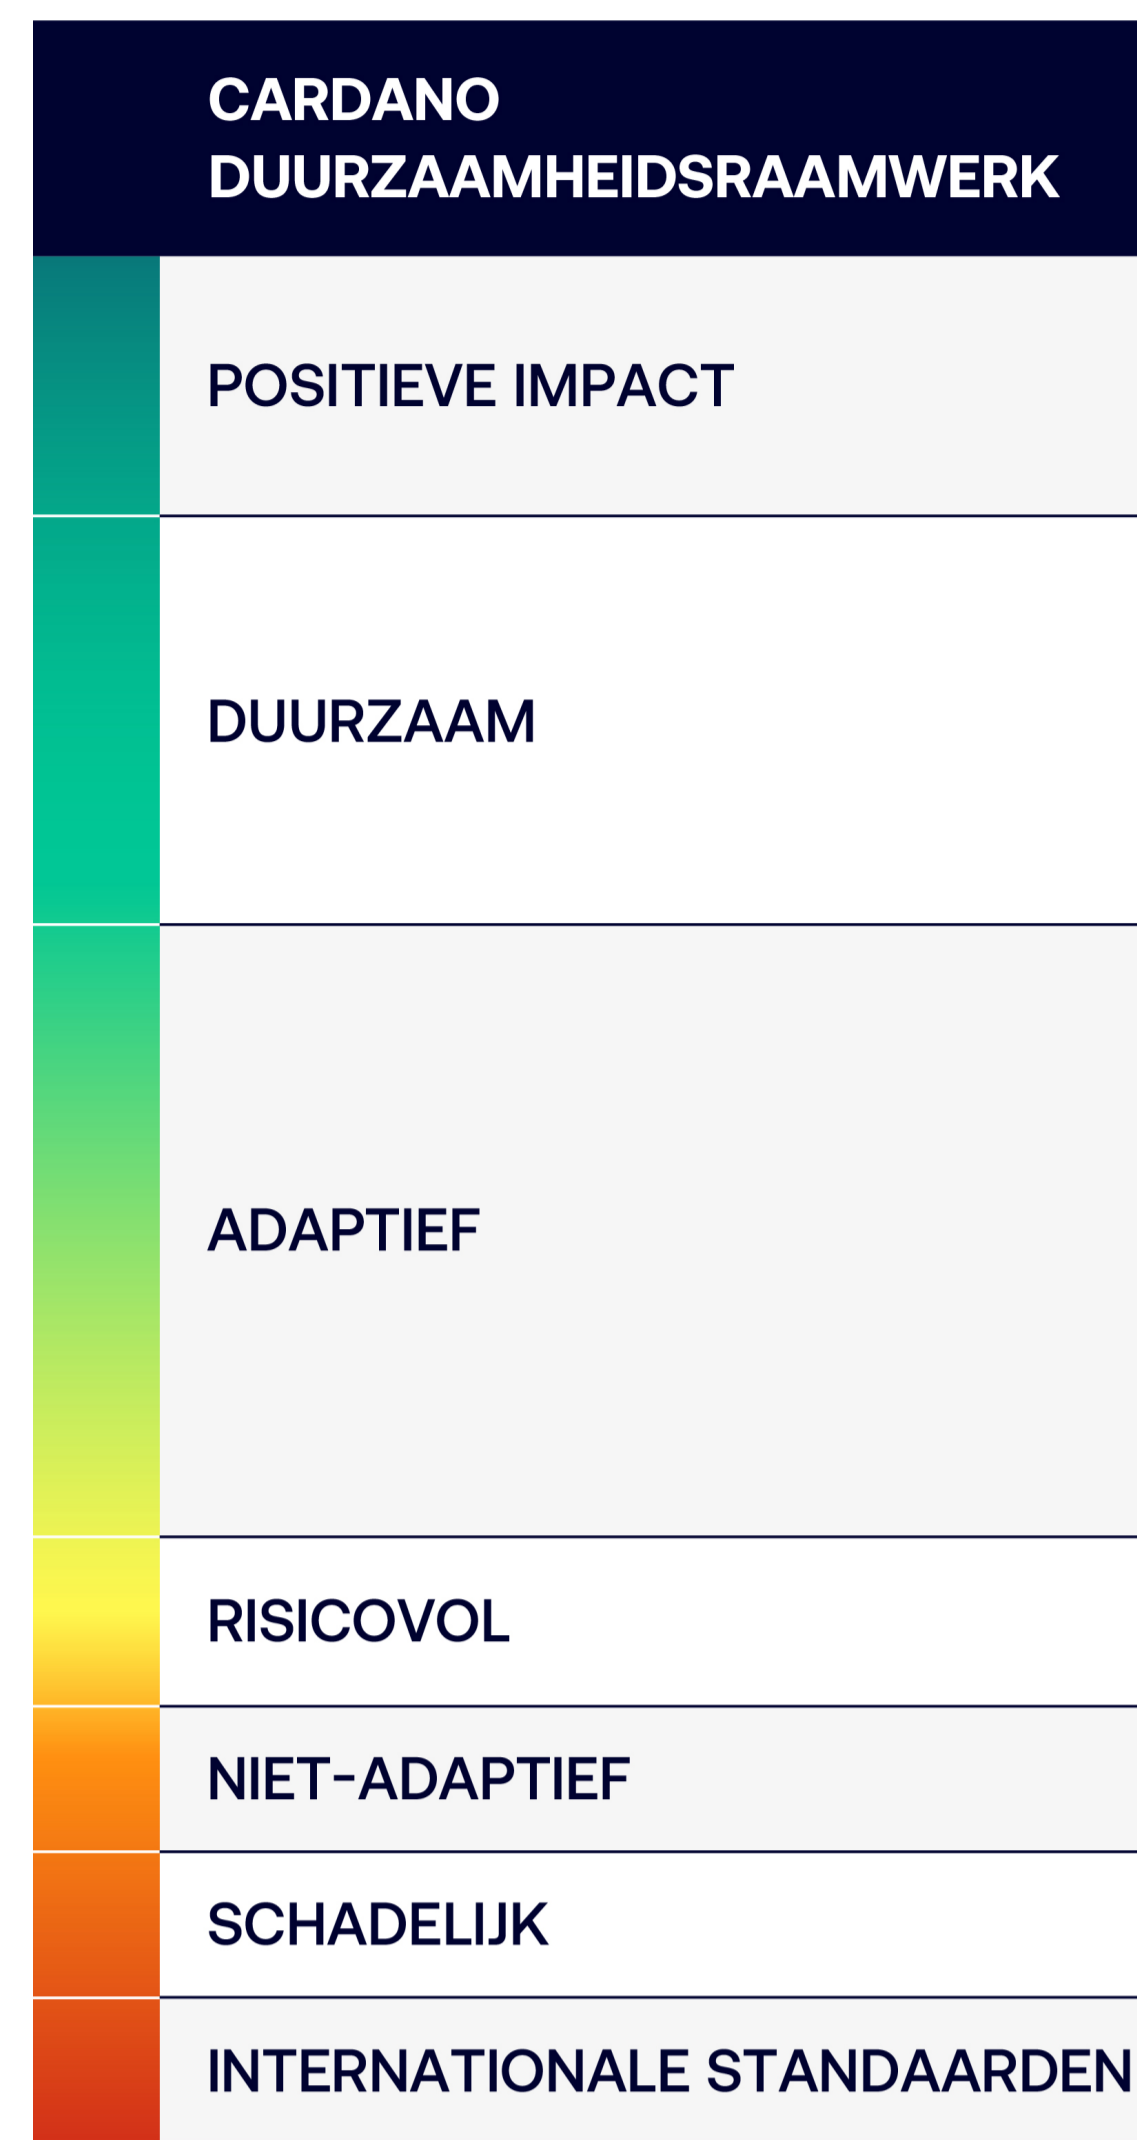 CARDANO
DUURZAAMHEIDSRAAMWERK
POSITIEVE IMPACT
DUURZAAM
ADAPTIEF
RISICOVOL
NIET-ADAPTIEF
SCHADELIJK
INTERNATIONALE STANDAARDEN